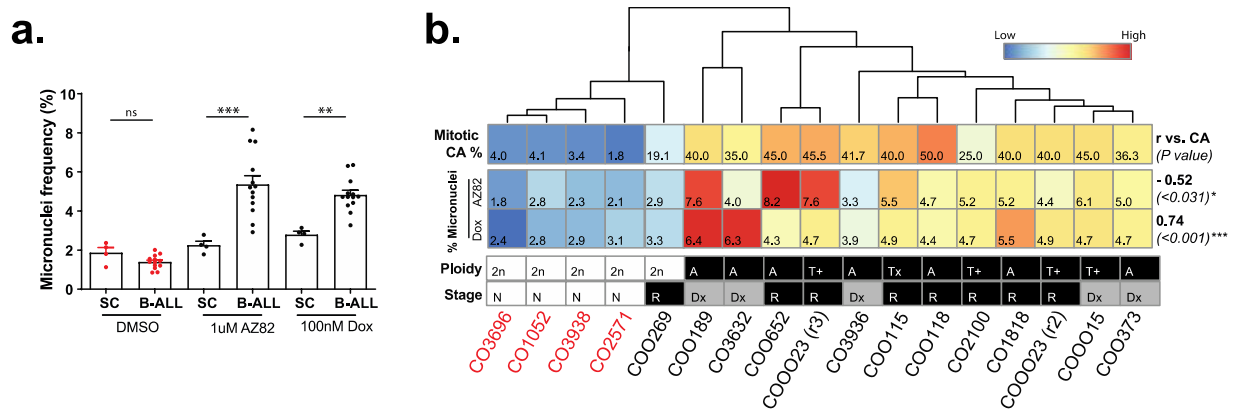 a.
Micronuclei frequency (%)
10
8
6
4
2
0
ns
***
**
SC B-ALL SC B-ALL SC B-ALL
DMSO 1uM AZ82 100nM Dox
b.
Low High
Mitotic CA % 4.0 4.1 3.4 1.8 19.1 40.0 35.0 45.0 45.5 41.7 40.0 50.0 25.0 40.0 40.0 45.0 36.3
r vs. CA
(P value)
% Micronuclei
AZ82 1.8 2.8 2.3 2.1 2.9 7.6 4.0 8.2 7.6 3.3 5.5 4.7 5.2 5.2 4.4 6.1 5.0
- 0.52
(<0.031)*
Dox 2.4 2.8 2.9 3.1 3.3 6.4 6.3 4.3 4.7 3.9 4.9 4.4 4.7 5.5 4.9 4.7 4.7
0.74
(<0.001)***
Ploidy 2n 2n 2n 2n 2n A A A T+ A Tx A T+ A T+ T+ A
Stage N N N N R Dx Dx R R Dx R R R R R Dx Dx
CO3696
CO1052
CO3938
CO2571
COO269
COO189
CO3632
COO652
COOO23 (r3)
CO3936
COO115
COO118
CO2100
CO1818
COOO23 (r2)
COOO15
COO373